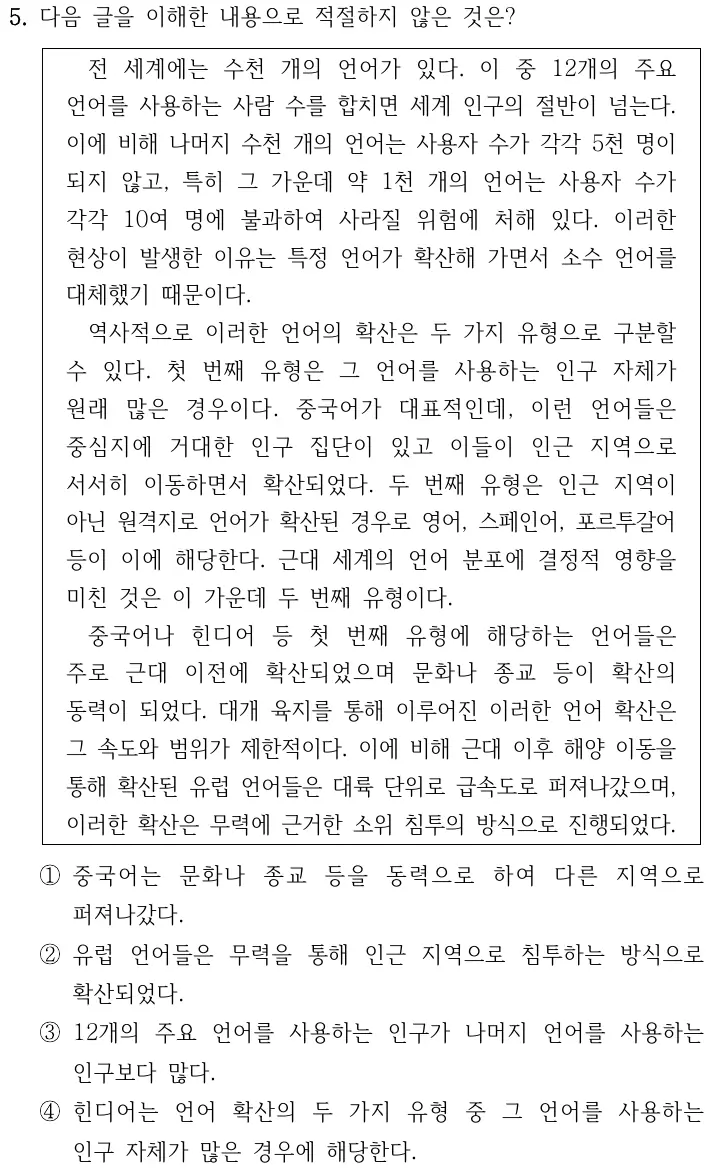 5. 다음 글을 이해한 내용으로 적절하지 않은 것은?
전 세계에는 수천 개의 언어가 있다. 이 중 12개의 주요
언어를 사용하는 사람 수를 합치면 세계 인구의 절반이 넘는다.
이에 비해 나머지 수천 개의 언어는 사용자 수가 각각 5천 명이
되지 않고, 특히 그 가운데 약 1천 개의 언어는 사용자 수가
각각 10여 명에 불과하여 사라질 위험에 처해 있다. 이러한
현상이 발생한 이유는 특정 언어가 확산해 가면서 소수 언어를
대체했기 때문이다.
역사적으로 이러한 언어의 확산은 두 가지 유형으로 구분할
수 있다. 첫 번째 유형은 그 언어를 사용하는 인구 자체가
원래 많은 경우이다. 중국어가 대표적인데, 이런 언어들은
중심지에 거대한 인구 집단이 있고 이들이 인근 지역으로
서서히 이동하면서 확산되었다. 두 번째 유형은 인근 지역이
아닌 원격지로 언어가 확산된 경우로 영어, 스페인어, 포르투갈어
등이 이에 해당한다. 근대 세계의 언어 분포에 결정적 영향을
미친 것은 이 가운데 두 번째 유형이다.
중국어나 힌디어 등 첫 번째 유형에 해당하는 언어들은
주로 근대 이전에 확산되었으며 문화나 종교 등이 확산의
동력이 되었다. 대개 육지를 통해 이루어진 이러한 언어 확산은
그 속도와 범위가 제한적이다. 이에 비해 근대 이후 해양 이동을
통해 확산된 유럽 언어들은 대륙 단위로 급속도로 퍼져나갔으며,
이러한 확산은 무력에 근거한 소위 침투의 방식으로 진행되었다.
① 중국어는 문화나 종교 등을 동력으로 하여 다른 지역으로
퍼져나갔다.
② 유럽 언어들은 무력을 통해 인근 지역으로 침투하는 방식으로
확산되었다.
③ 12개의 주요 언어를 사용하는 인구가 나머지 언어를 사용하는
인구보다 많다.
④ 힌디어는 언어 확산의 두 가지 유형 중 그 언어를 사용하는
인구 자체가 많은 경우에 해당한다.